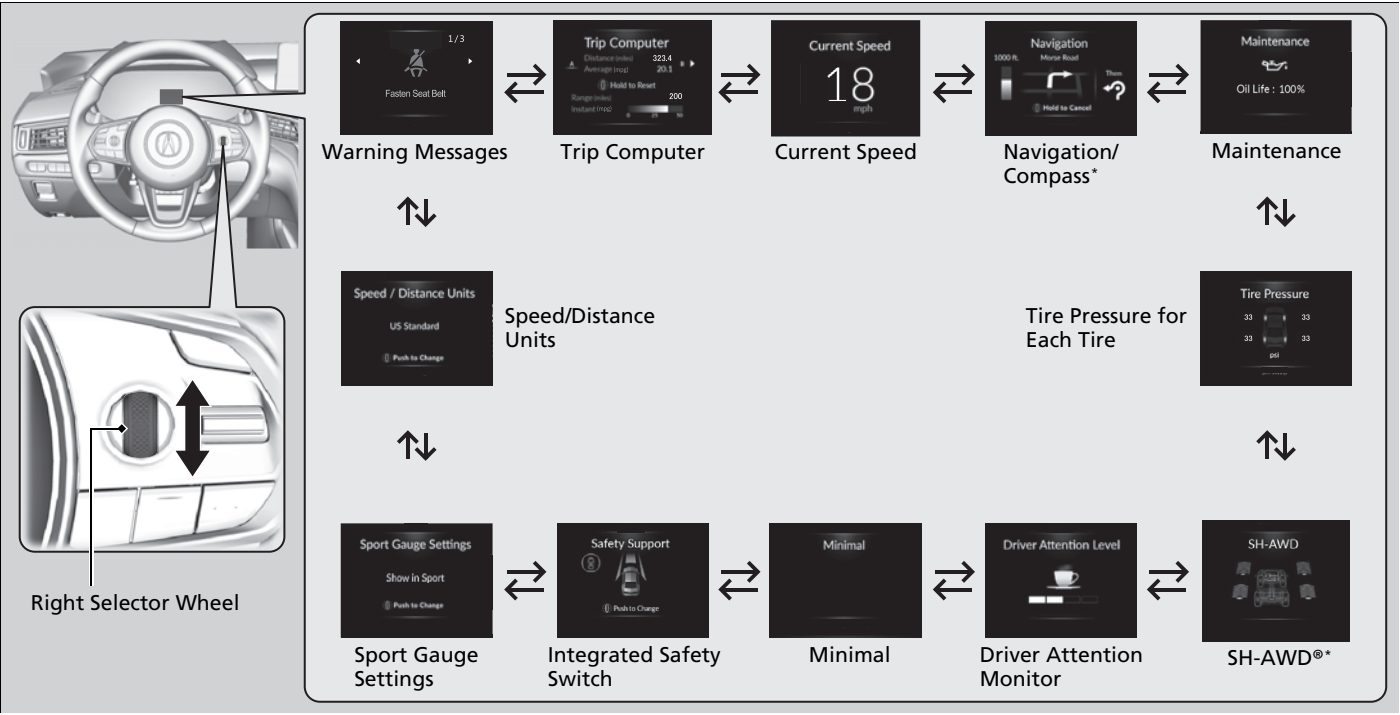 1/3
Fasten Seat Belt
Warning Messages
Trip Computer
Distance (miles) 323.4
A
Average (mpg) 20.1
B
Hold to Reset
Range (miles) 200
Instant (mpg)
0 25 50
Trip Computer
Current Speed
18
mph
Current Speed
Navigation
1000 ft. Morse Road
Then
Hold to Cancel
Navigation/
Compass*
Maintenance
Oil Life : 100%
Maintenance
Speed / Distance Units
US Standard
Push to Change
Speed/Distance
Units
Tire Pressure for
Each Tire
Tire Pressure
33 33
33 33
psi
Right Selector Wheel
Sport Gauge Settings
Show in Sport
Push to Change
Sport Gauge
Settings
Safety Support
Push to Change
Integrated Safety
Switch
Minimal
Minimal
Driver Attention Level
Driver Attention
Monitor
SH-AWD
SH-AWD®*